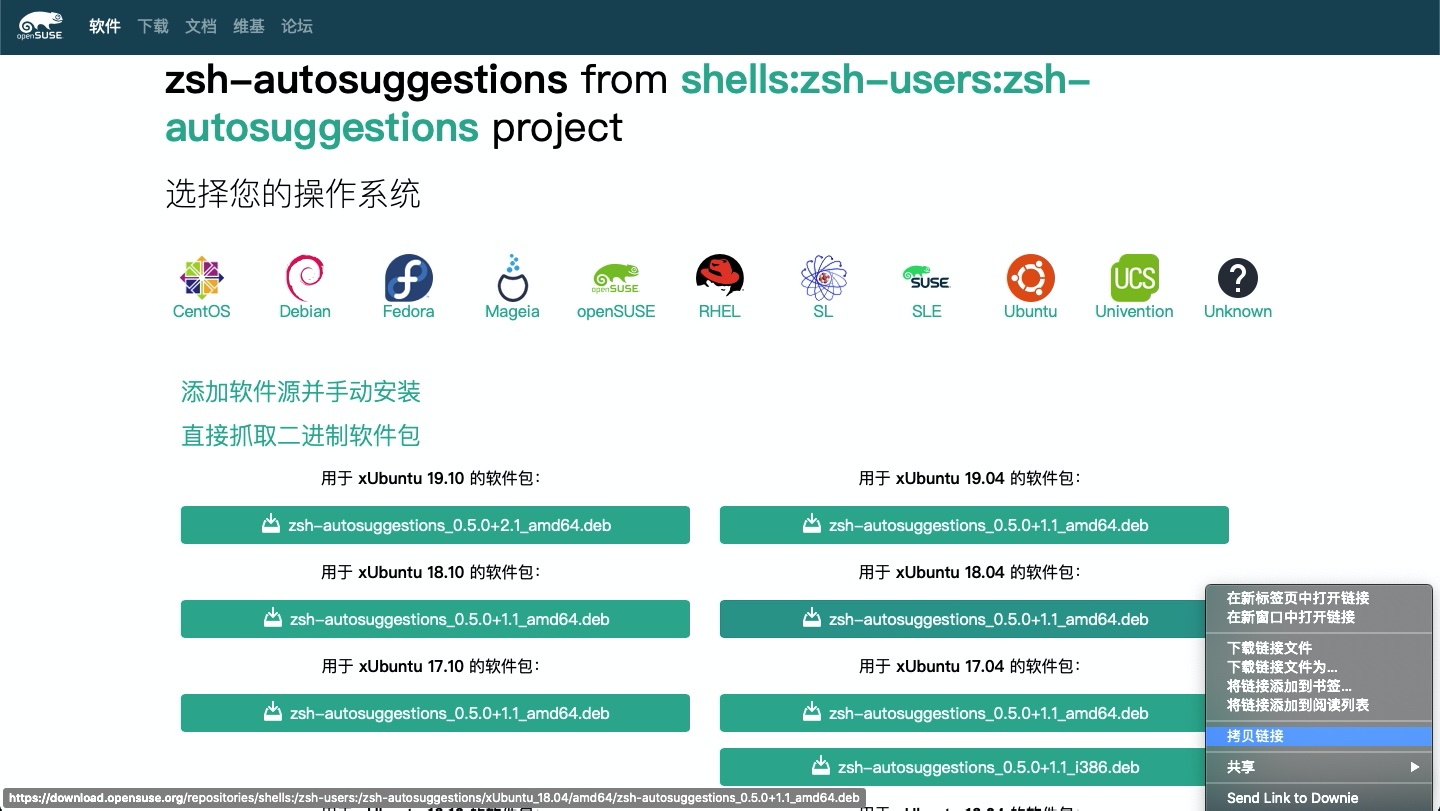 openSUSE 软件 下载 文档 维基 论坛
zsh-autosuggestions from shells:zsh-users:zsh-
autosuggestions project
选择您的操作系统
openSUSE SUSE UCS ?
CentOS Debian Fedora Mageia openSUSE RHEL SL SLE Ubuntu Univention Unknown
添加软件源并手动安装
直接抓取二进制软件包
用于 xUbuntu 19.10 的软件包： 用于 xUbuntu 19.04 的软件包：
zsh-autosuggestions_0.5.0+2.1_amd64.deb zsh-autosuggestions_0.5.0+1.1_amd64.deb
用于 xUbuntu 18.10 的软件包： 用于 xUbuntu 18.04 的软件包：
zsh-autosuggestions_0.5.0+1.1_amd64.deb zsh-autosuggestions_0.5.0+1.1_amd64.deb
用于 xUbuntu 17.10 的软件包： 用于 xUbuntu 17.04 的软件包：
zsh-autosuggestions_0.5.0+1.1_amd64.deb zsh-autosuggestions_0.5.0+1.1_amd64.deb
zsh-autosuggestions_0.5.0+1.1_i386.deb
在新标签页中打开链接
在新窗口中打开链接
下载链接文件
下载链接文件为...
将链接添加到书签...
将链接添加到阅读列表
拷贝链接
共享
Send Link to Downie
https://download.opensuse.org/repositories/shells:/zsh-users:/zsh-autosuggestions/xUbuntu_18.04/amd64/zsh-autosuggestions_0.5.0+1.1_amd64.deb